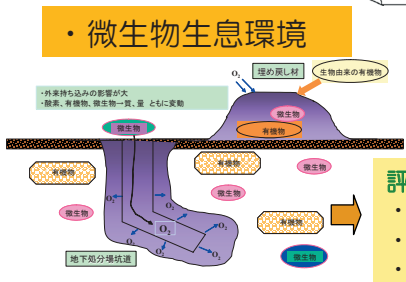 ・微生物生息環境
O₂
埋め戻し材
生物由来の有機物
・外来持ち込みの影響が大
・酸素、有機物、微生物一質、量 ともに変動
微生物
微生物
有機物
有機物
有機物
微生物
微生物
微生物
O₂
O₂
O₂
O₂
O₂
O₂
有機物
地下処分場坑道
微生物
評
・
・
・